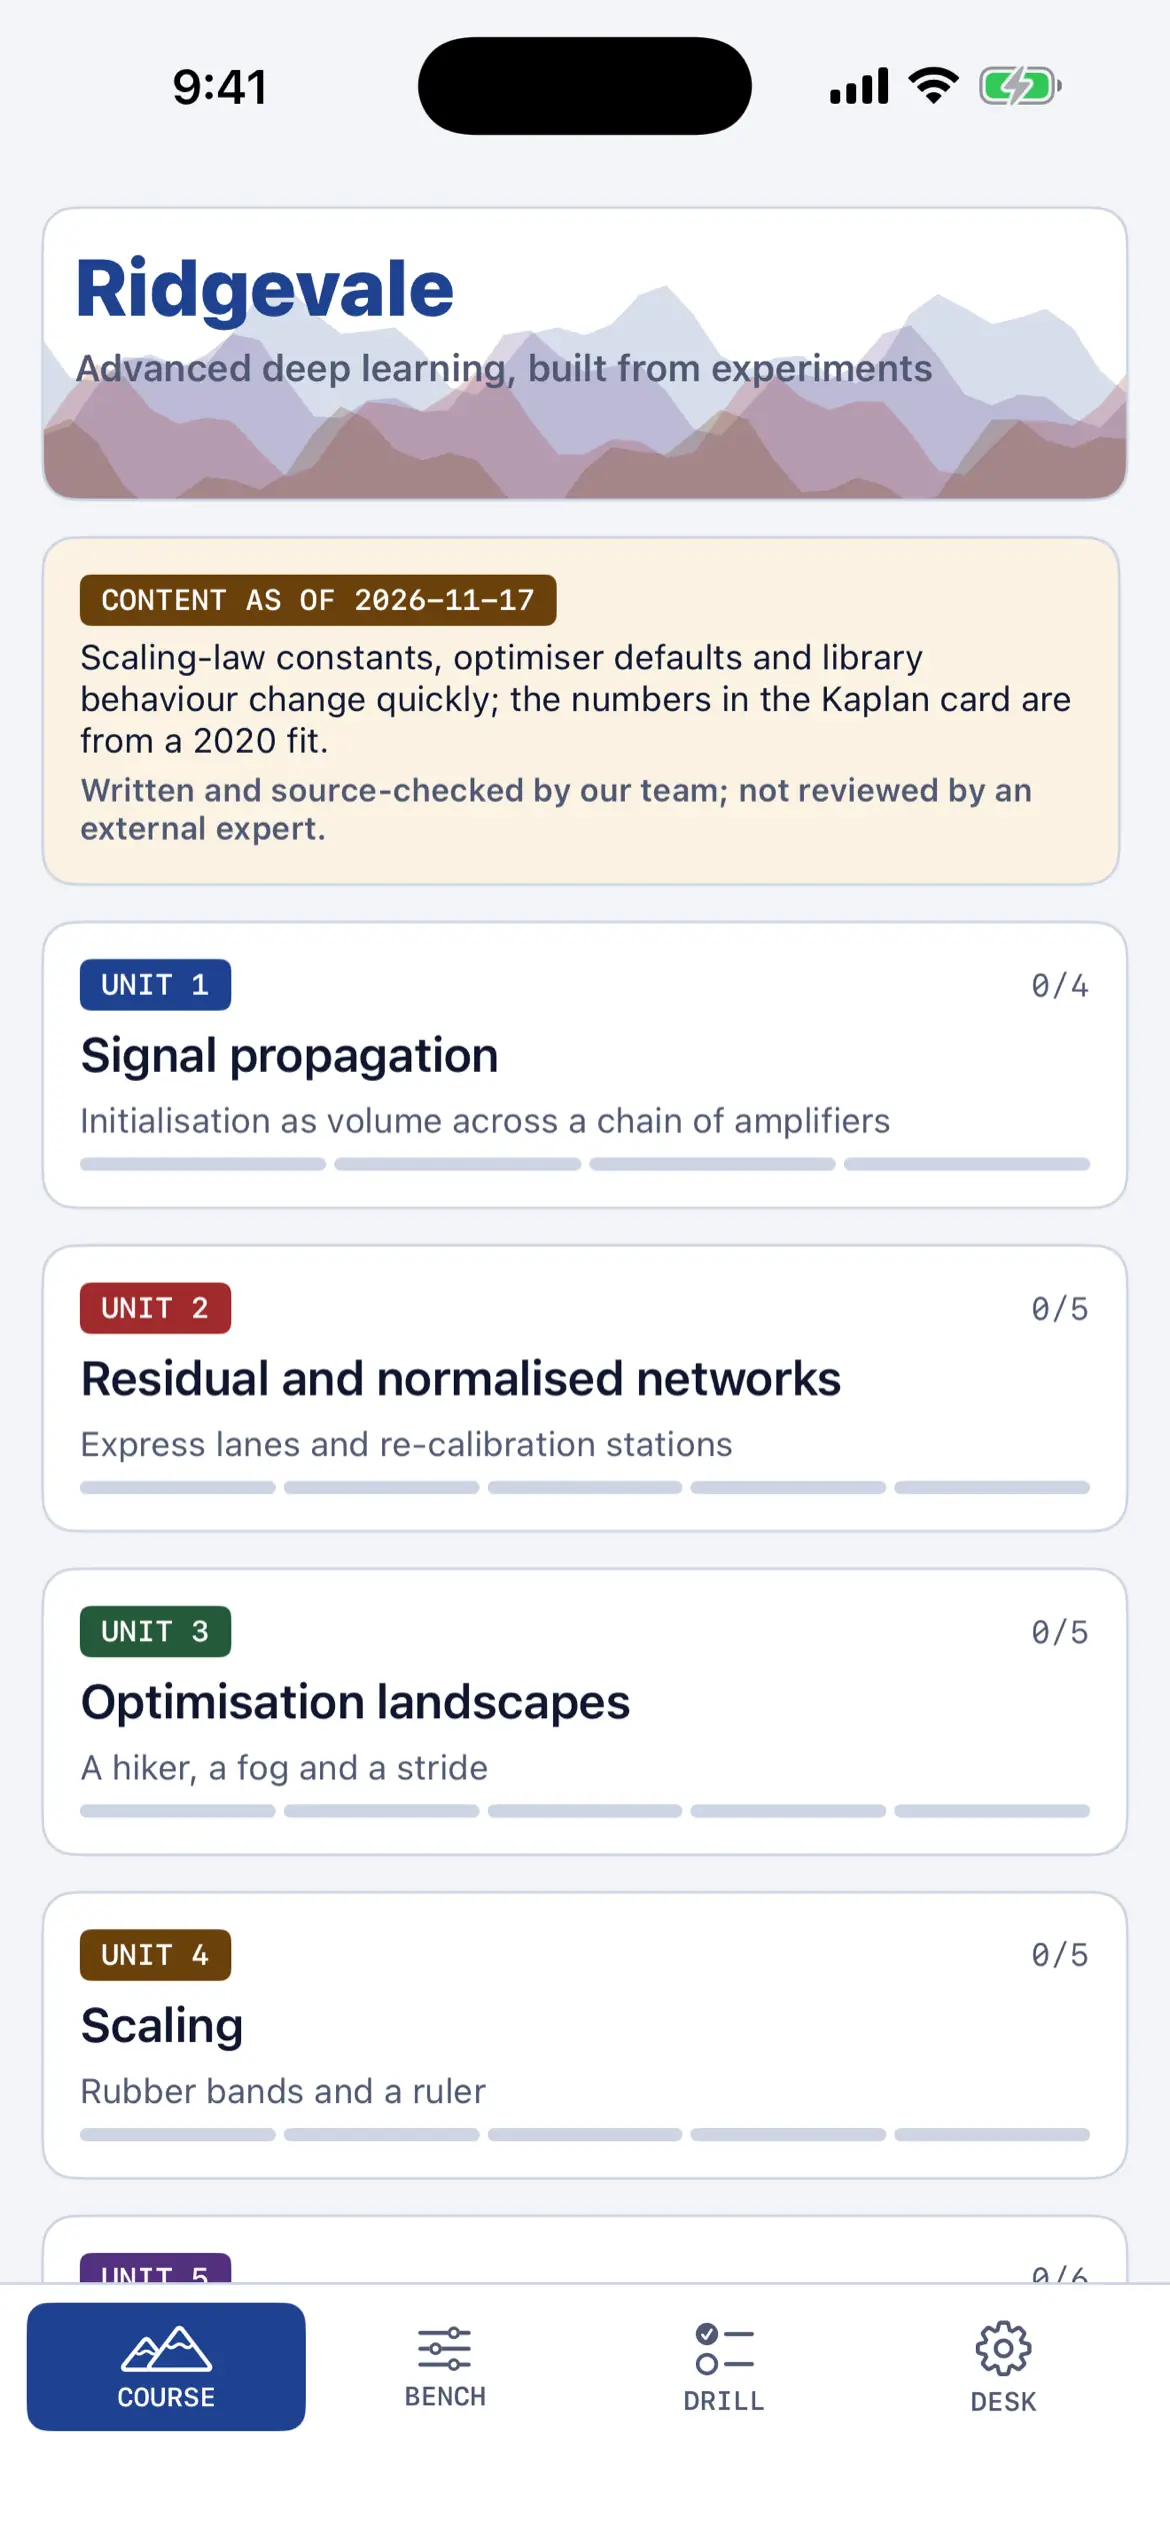 9:41
Ridgevale
Advanced deep learning, built from experiments
CONTENT AS OF 2026-11-17
Scaling-law constants, optimiser defaults and library
behaviour change quickly; the numbers in the Kaplan card are
from a 2020 fit.
Written and source-checked by our team; not reviewed by an
external expert.
UNIT 1
0/4
Signal propagation
Initialisation as volume across a chain of amplifiers
UNIT 2
0/5
Residual and normalised networks
Express lanes and re-calibration stations
UNIT 3
0/5
Optimisation landscapes
A hiker, a fog and a stride
UNIT 4
0/5
Scaling
Rubber bands and a ruler
UNIT 5
0/6
COURSE
BENCH
DRILL
DESK